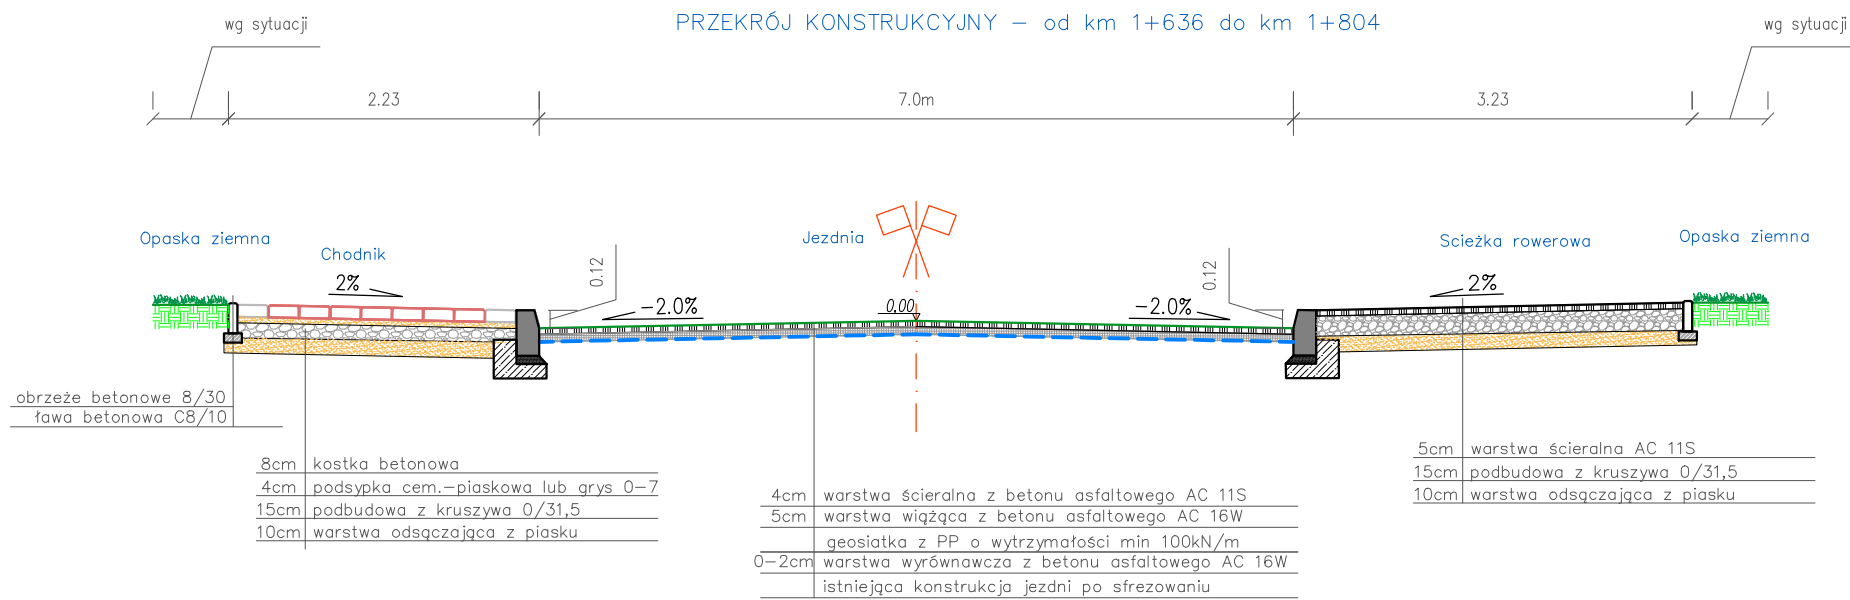 PRZEKRÓJ KONSTRUKCYJNY – od km 1+636 do km 1+804
wg sytuacji
wg sytuacji
2.23
7.0m
3.23
Opaska ziemna
Chodnik
Jezdnia
Scieżka rowerowa
Opaska ziemna
2%
0.12
-2.0%
0,00
-2.0%
0.12
2%
obrzeże betonowe 8/30
ława betonowa C8/10
8cm kostka betonowa
4cm podsypka cem.-piaskowa lub grys 0-7
15cm podbudowa z kruszywa 0/31,5
10cm warstwa odsączająca z piasku
4cm warstwa ścieralna z betonu asfaltowego AC 11S
5cm warstwa wiążąca z betonu asfaltowego AC 16W
geosiatka z PP o wytrzymałości min 100kN/m
0-2cm warstwa wyrównawcza z betonu asfaltowego AC 16W
istniejąca konstrukcja jezdni po sfrezowaniu
5cm warstwa ścieralna AC 11S
15cm podbudowa z kruszywa 0/31,5
10cm warstwa odsączająca z piasku